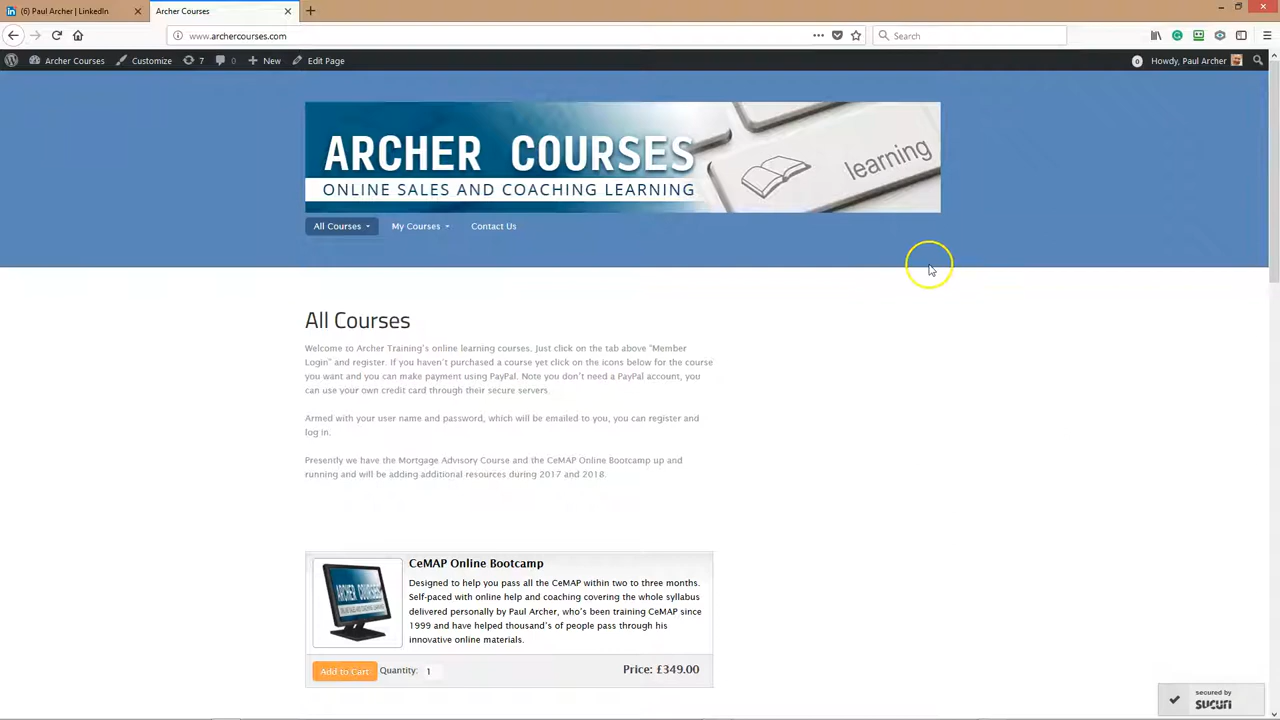 (6) Paul Archer | LinkedIn
Archer Courses
www.archercourses.com
Search
Archer Courses
Customize
7
0
New
Edit Page
0
Howdy, Paul Archer
ARCHER COURSES
ONLINE SALES AND COACHING LEARNING
learning
All Courses
My Courses
Contact Us
All Courses
Welcome to Archer Training's online learning courses, Just click on the tab above "Member
Login" and register. If you haven't purchased a course yet click on the icons below for the course
you want and you can make payment using PayPal. Note you don't need a PayPal account, you
can use your own credit card through their secure servers.
Armed with your user name and password, which will be emailed to you, you can register and
log in.
Presently we have the Mortgage Advisory Course and the CeMAP Online Bootcamp up and
running and will be adding additional resources during 2017 and 2018.
CeMAP Online Bootcamp
Designed to help you pass all the CeMAP within two to three months.
Self-paced with online help and coaching covering the whole syllabus
delivered personally by Paul Archer, who's been training CeMAP since
1999 and have helped thousand's of people pass through his
innovative online materials.
ARCHER COURSES
Add to Cart
Quantity:
1
Price: £349.00
secured by
sucuri